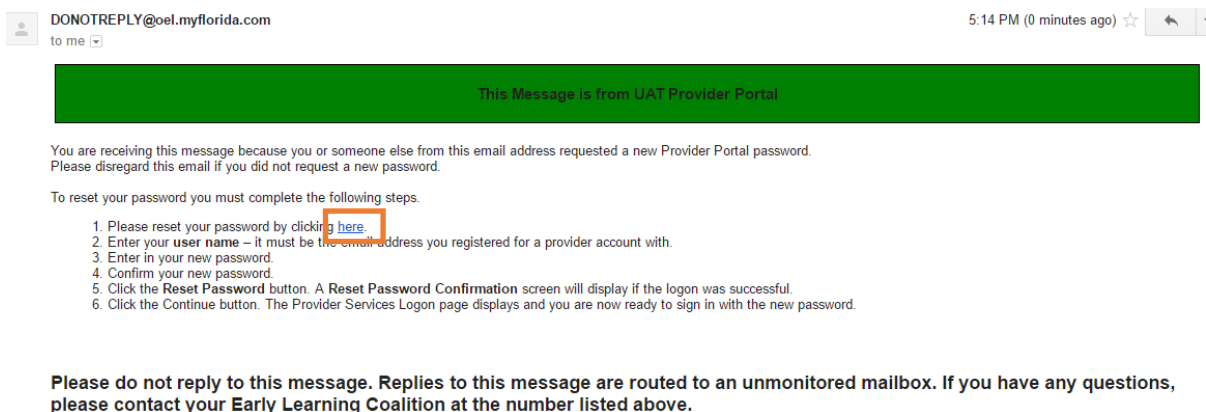 DONOTREPLY@oel.myflorida.com
5:14 PM (0 minutes ago)
to me
This Message is from UAT Provider Portal
You are receiving this message because you or someone else from this email address requested a new Provider Portal password.
Please disregard this email if you did not request a new password.
To reset your password you must complete the following steps.
1. Please reset your password by clicking here.
2. Enter your user name – it must be the email address you registered for a provider account with.
3. Enter in your new password.
4. Confirm your new password.
5. Click the Reset Password button. A Reset Password Confirmation screen will display if the logon was successful.
6. Click the Continue button. The Provider Services Logon page displays and you are now ready to sign in with the new password.
Please do not reply to this message. Replies to this message are routed to an unmonitored mailbox. If you have any questions,
please contact your Early Learning Coalition at the number listed above.